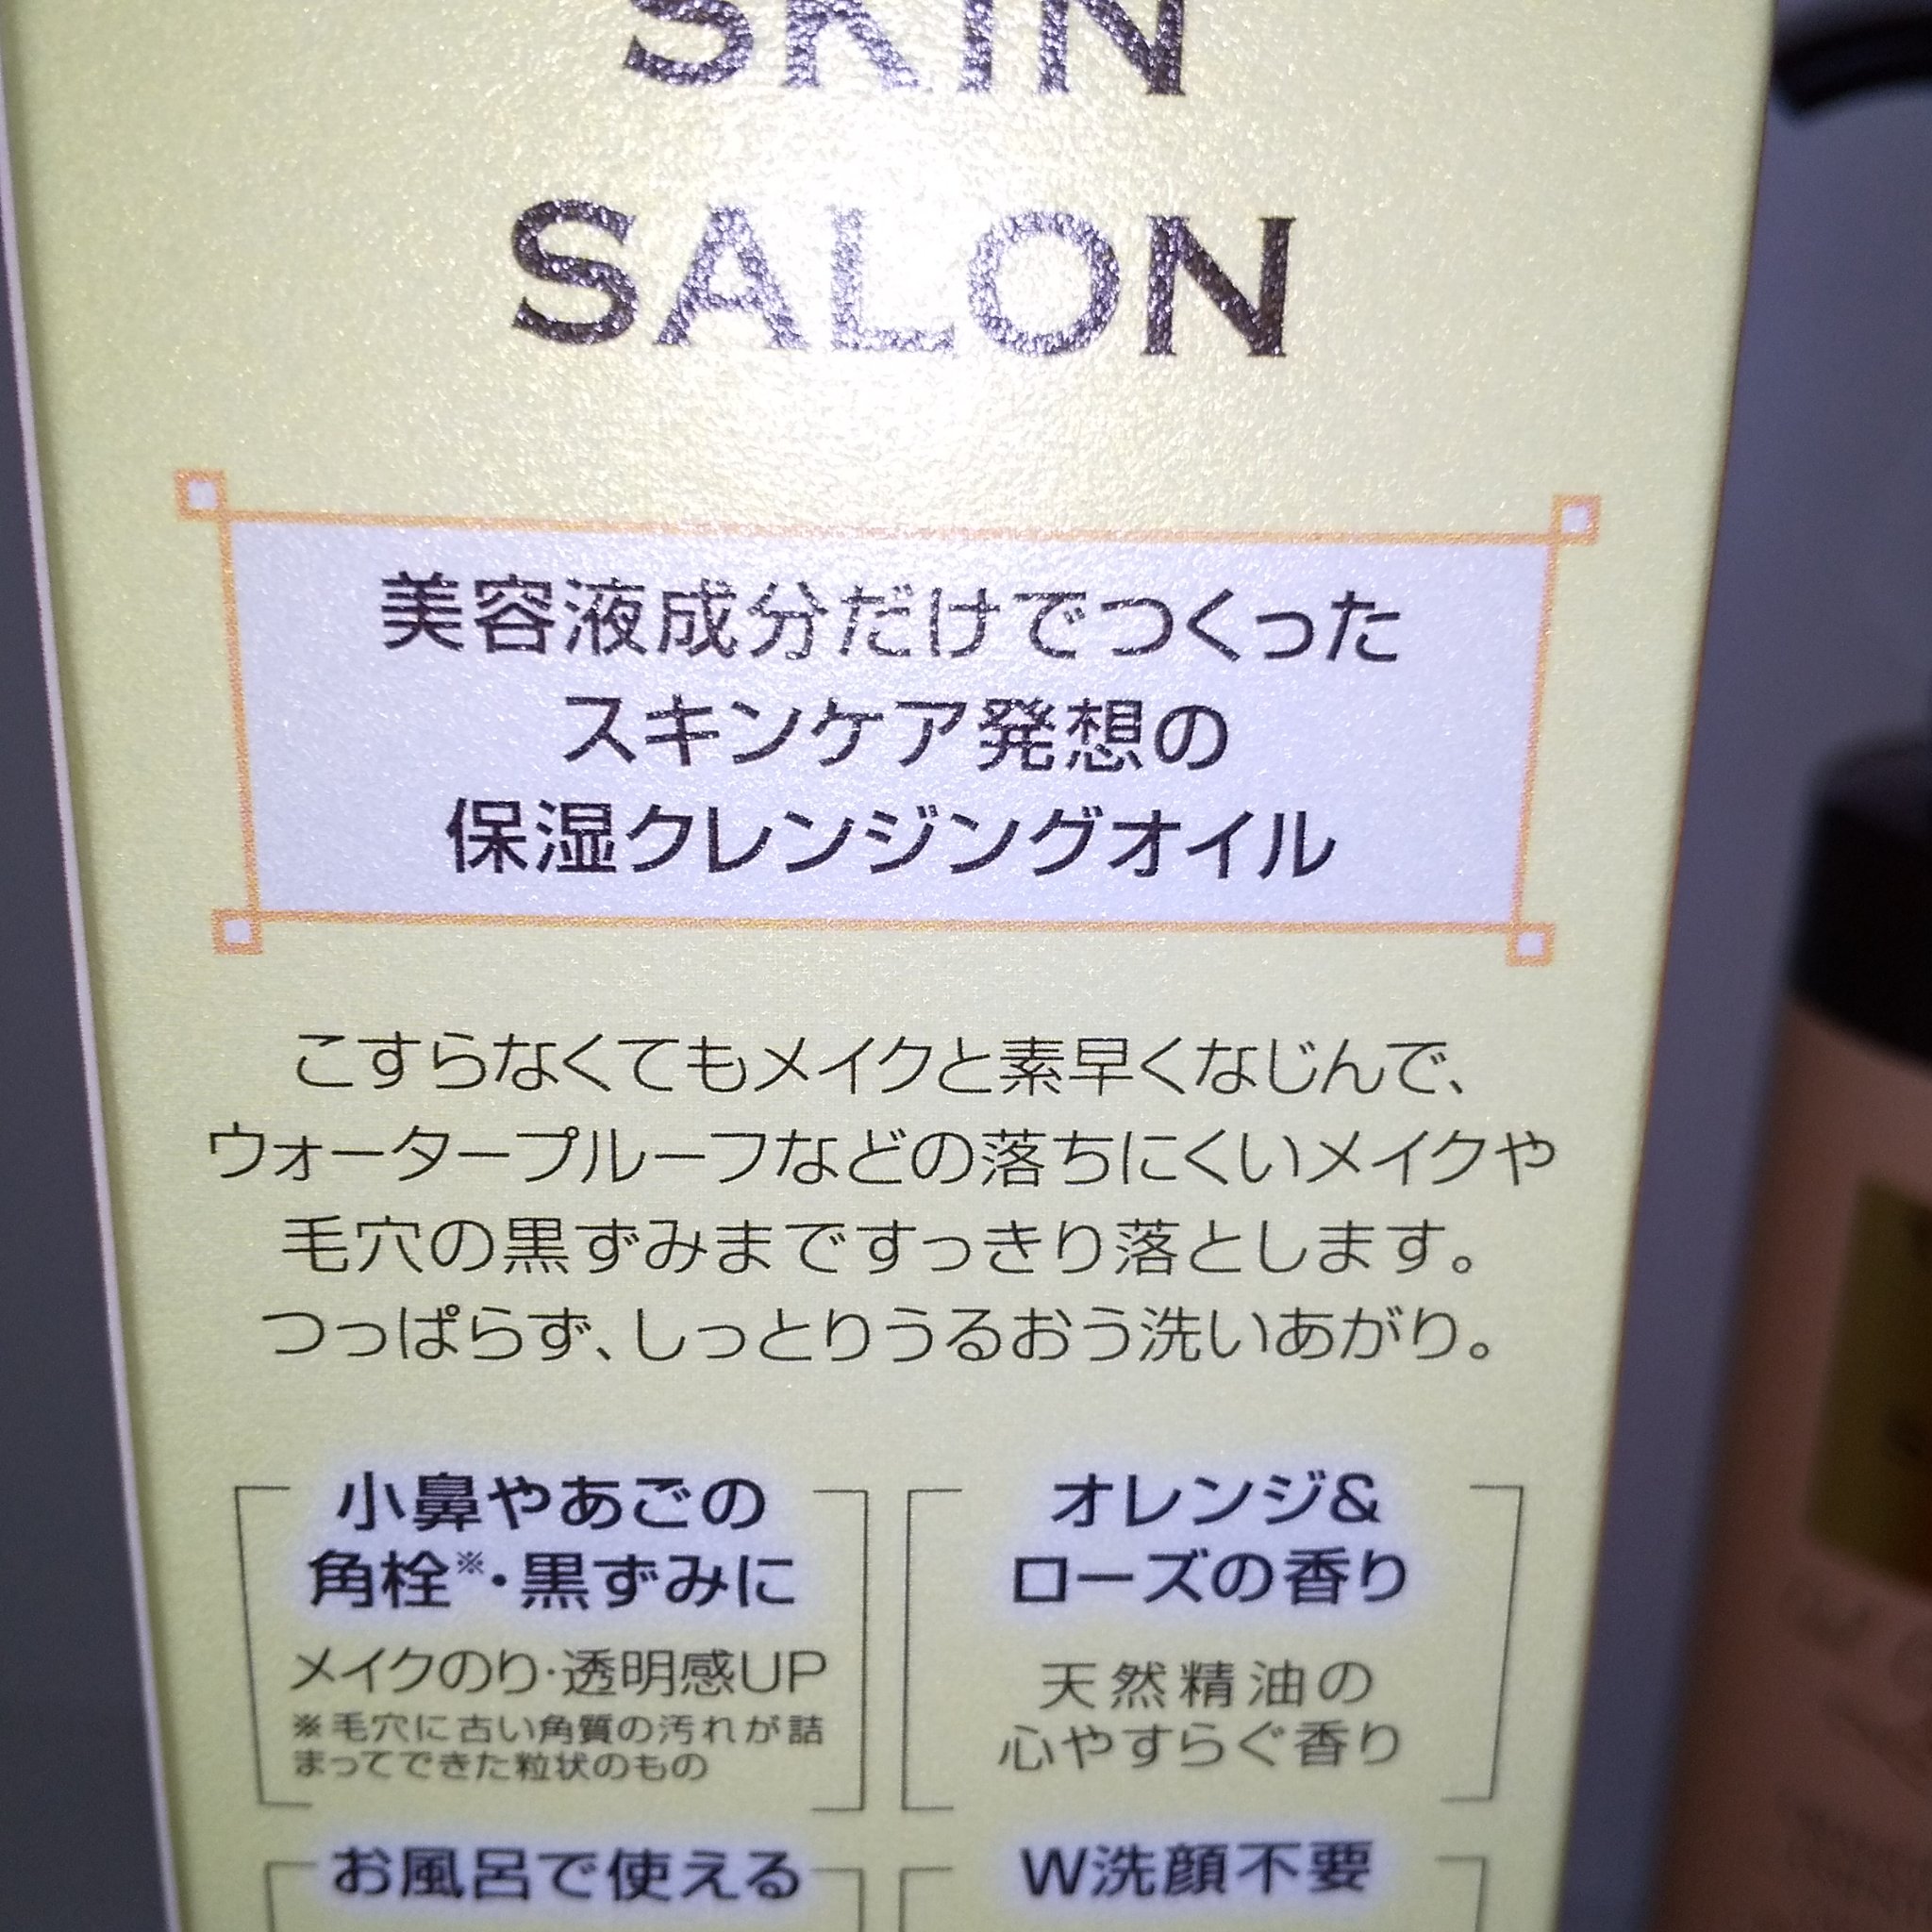 SKIN
SALON
美容液成分だけでつくった
スキンケア発想の
保湿クレンジングオイル
こすらなくてもメイクと素早くなじんで、
ウォータープルーフなどの落ちにくいメイクや
毛穴の黒ずみまですっきり落とします。
つっぱらず、しっとりうるおう洗いあがり。
小鼻やあごの
角栓※・黒ずみに
メイクのり・透明感UP
※毛穴に古い角質の汚れが詰
まってできた粒状のもの
オレンジ&
ローズの香り
天然精油の
心やすらぐ香り
お風呂で使える
W洗顔不要